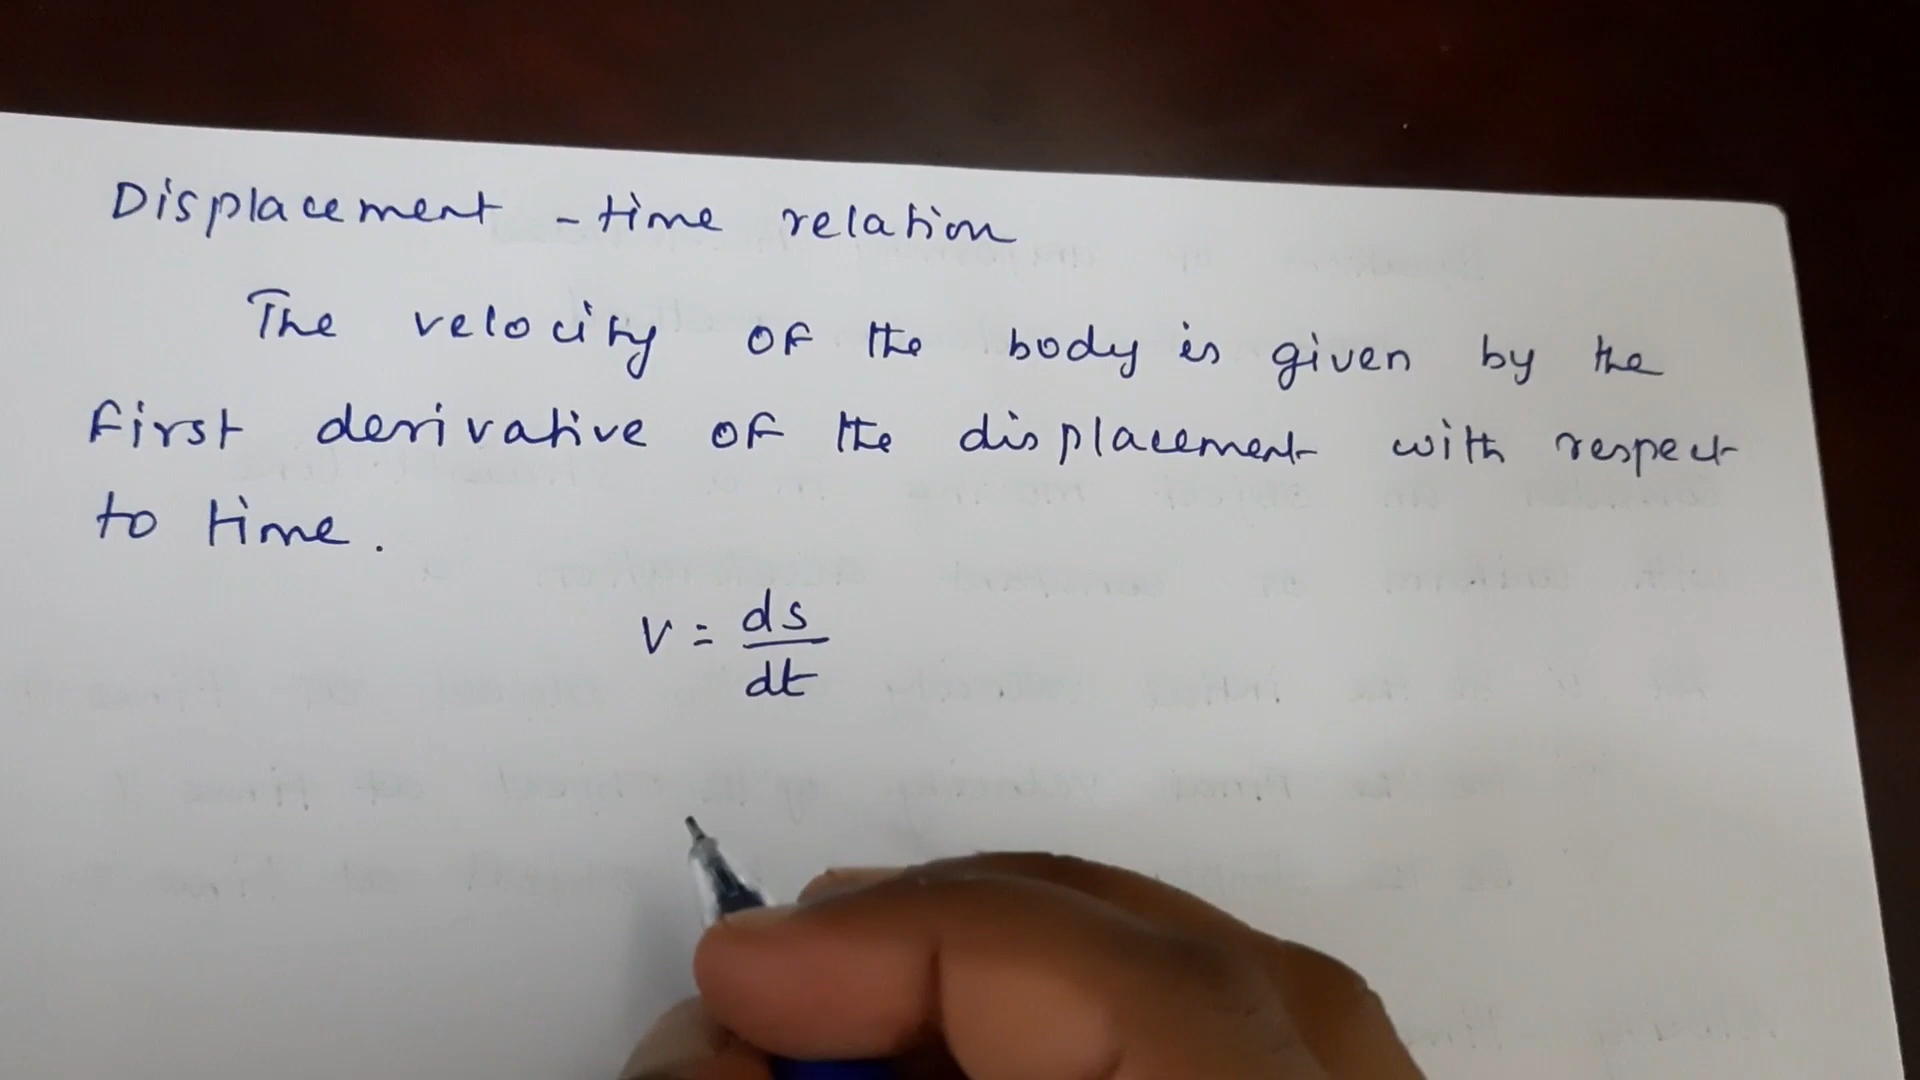 Displacement - time relation
The velocity of the body is given by the
first derivative of the displacement with respect
to time.
v = ds/dt